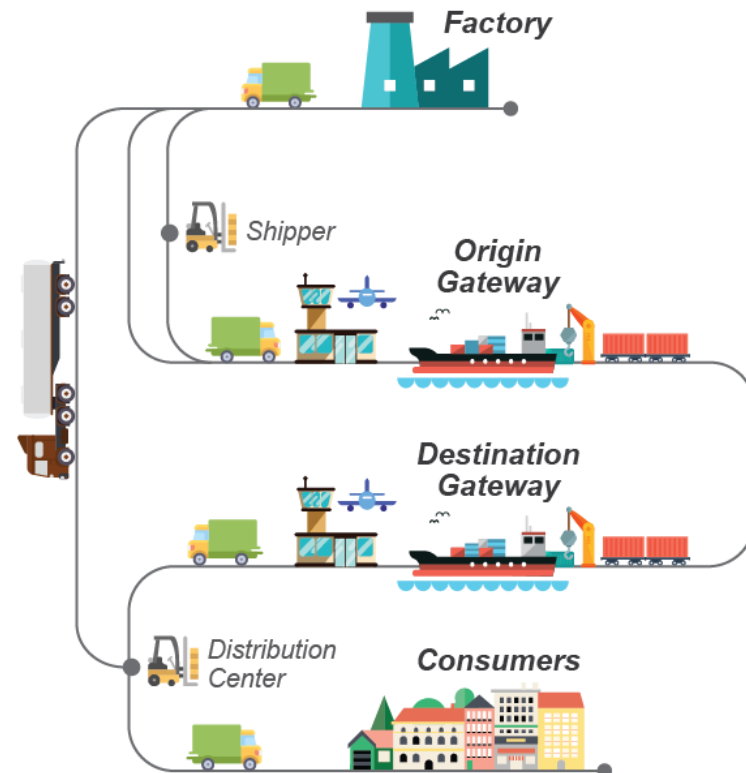 Factory
Shipper
Origin
Gateway
Destination
Gateway
Distribution
Center
Consumers